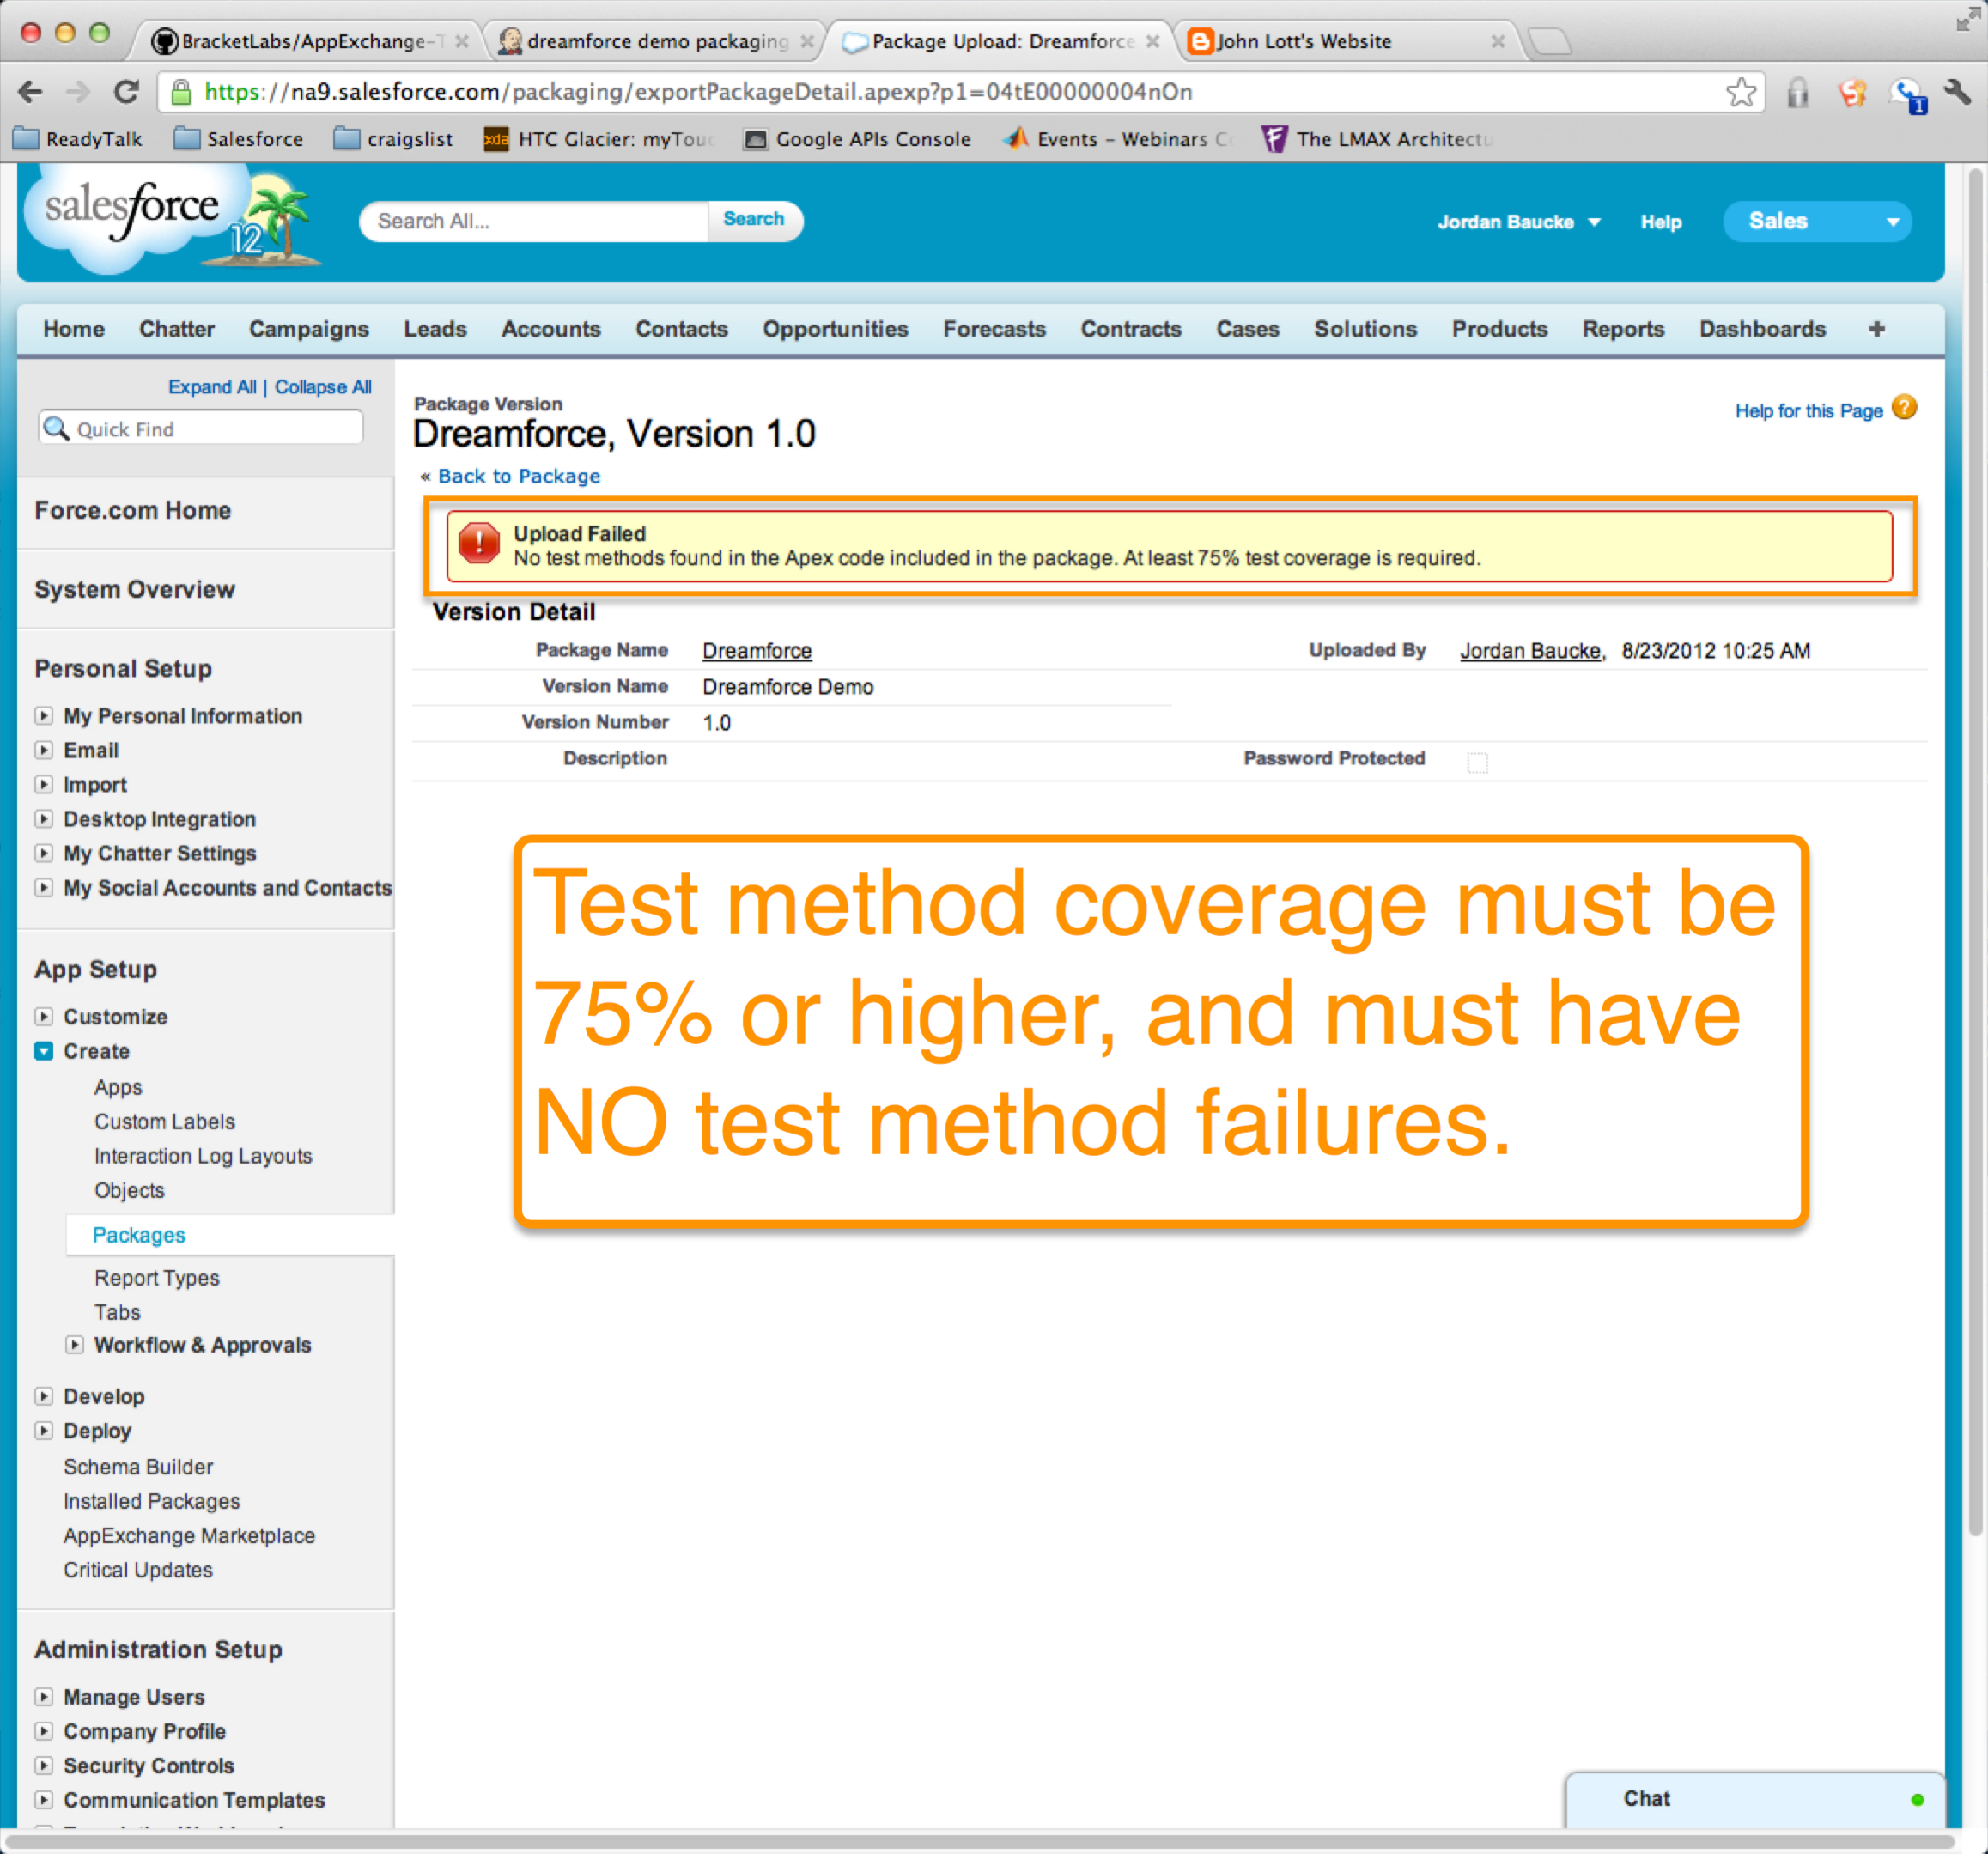 BracketLabs/AppExchange-T
dreamforce demo packaging
Package Upload: Dreamforce
John Lott's Website
https://na9.salesforce.com/packaging/exportPackageDetail.apexp?p1=04tE00000004nOn
1
ReadyTalk
Salesforce
craigslist
xda
HTC Glacier: myTouc
Google APIs Console
Events - Webinars C
The LMAX Architectu
salesforce
12
Search All...
Search
Jordan Baucke
Help
Sales
Home Chatter Campaigns Leads Accounts Contacts Opportunities Forecasts Contracts Cases Solutions Products Reports Dashboards +
Expand All | Collapse All
Quick Find
Force.com Home
System Overview
Personal Setup
My Personal Information
Email
Import
Desktop Integration
My Chatter Settings
My Social Accounts and Contacts
App Setup
Customize
Create
Apps
Custom Labels
Interaction Log Layouts
Objects
Packages
Report Types
Tabs
Workflow & Approvals
Develop
Deploy
Schema Builder
Installed Packages
AppExchange Marketplace
Critical Updates
Administration Setup
Manage Users
Company Profile
Security Controls
Communication Templates
Package Version
Dreamforce, Version 1.0
« Back to Package
Help for this Page ?
Upload Failed
No test methods found in the Apex code included in the package. At least 75% test coverage is required.
Version Detail
Package Name Dreamforce
Uploaded By Jordan Baucke, 8/23/2012 10:25 AM
Version Name Dreamforce Demo
Version Number 1.0
Description
Password Protected
Test method coverage must be
75% or higher, and must have
NO test method failures.
Chat